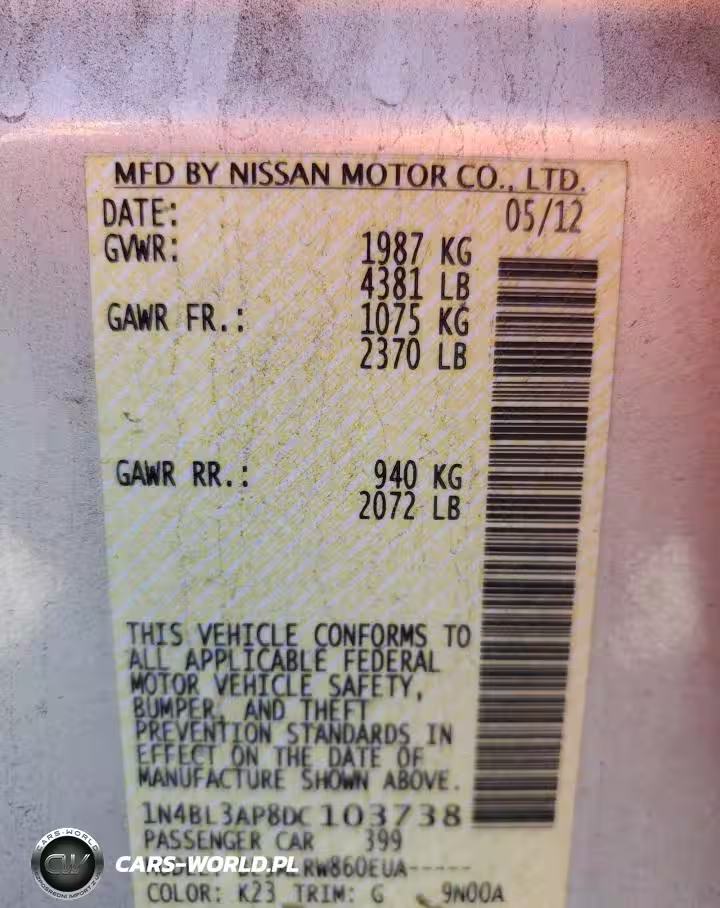 MFD BY NISSAN MOTOR CO., LTD.
DATE: 05/12
GVWR: 1987 KG
4381 LB
GAWR FR.: 1075 KG
2370 LB
GAWR RR.: 940 KG
2072 LB
THIS VEHICLE CONFORMS TO
ALL APPLICABLE FEDERAL
MOTOR VEHICLE SAFETY,
BUMPER, AND THEFT
PREVENTION STANDARDS IN
EFFECT ON THE DATE OF
MANUFACTURE SHOWN ABOVE.
1N4BL3AP8DC103738
PASSENGER CAR 399
RW860EUA-----
COLOR: K23 TRIM: G 9N00A
CARS-WORLD
CW
CARS-WORLD.PL